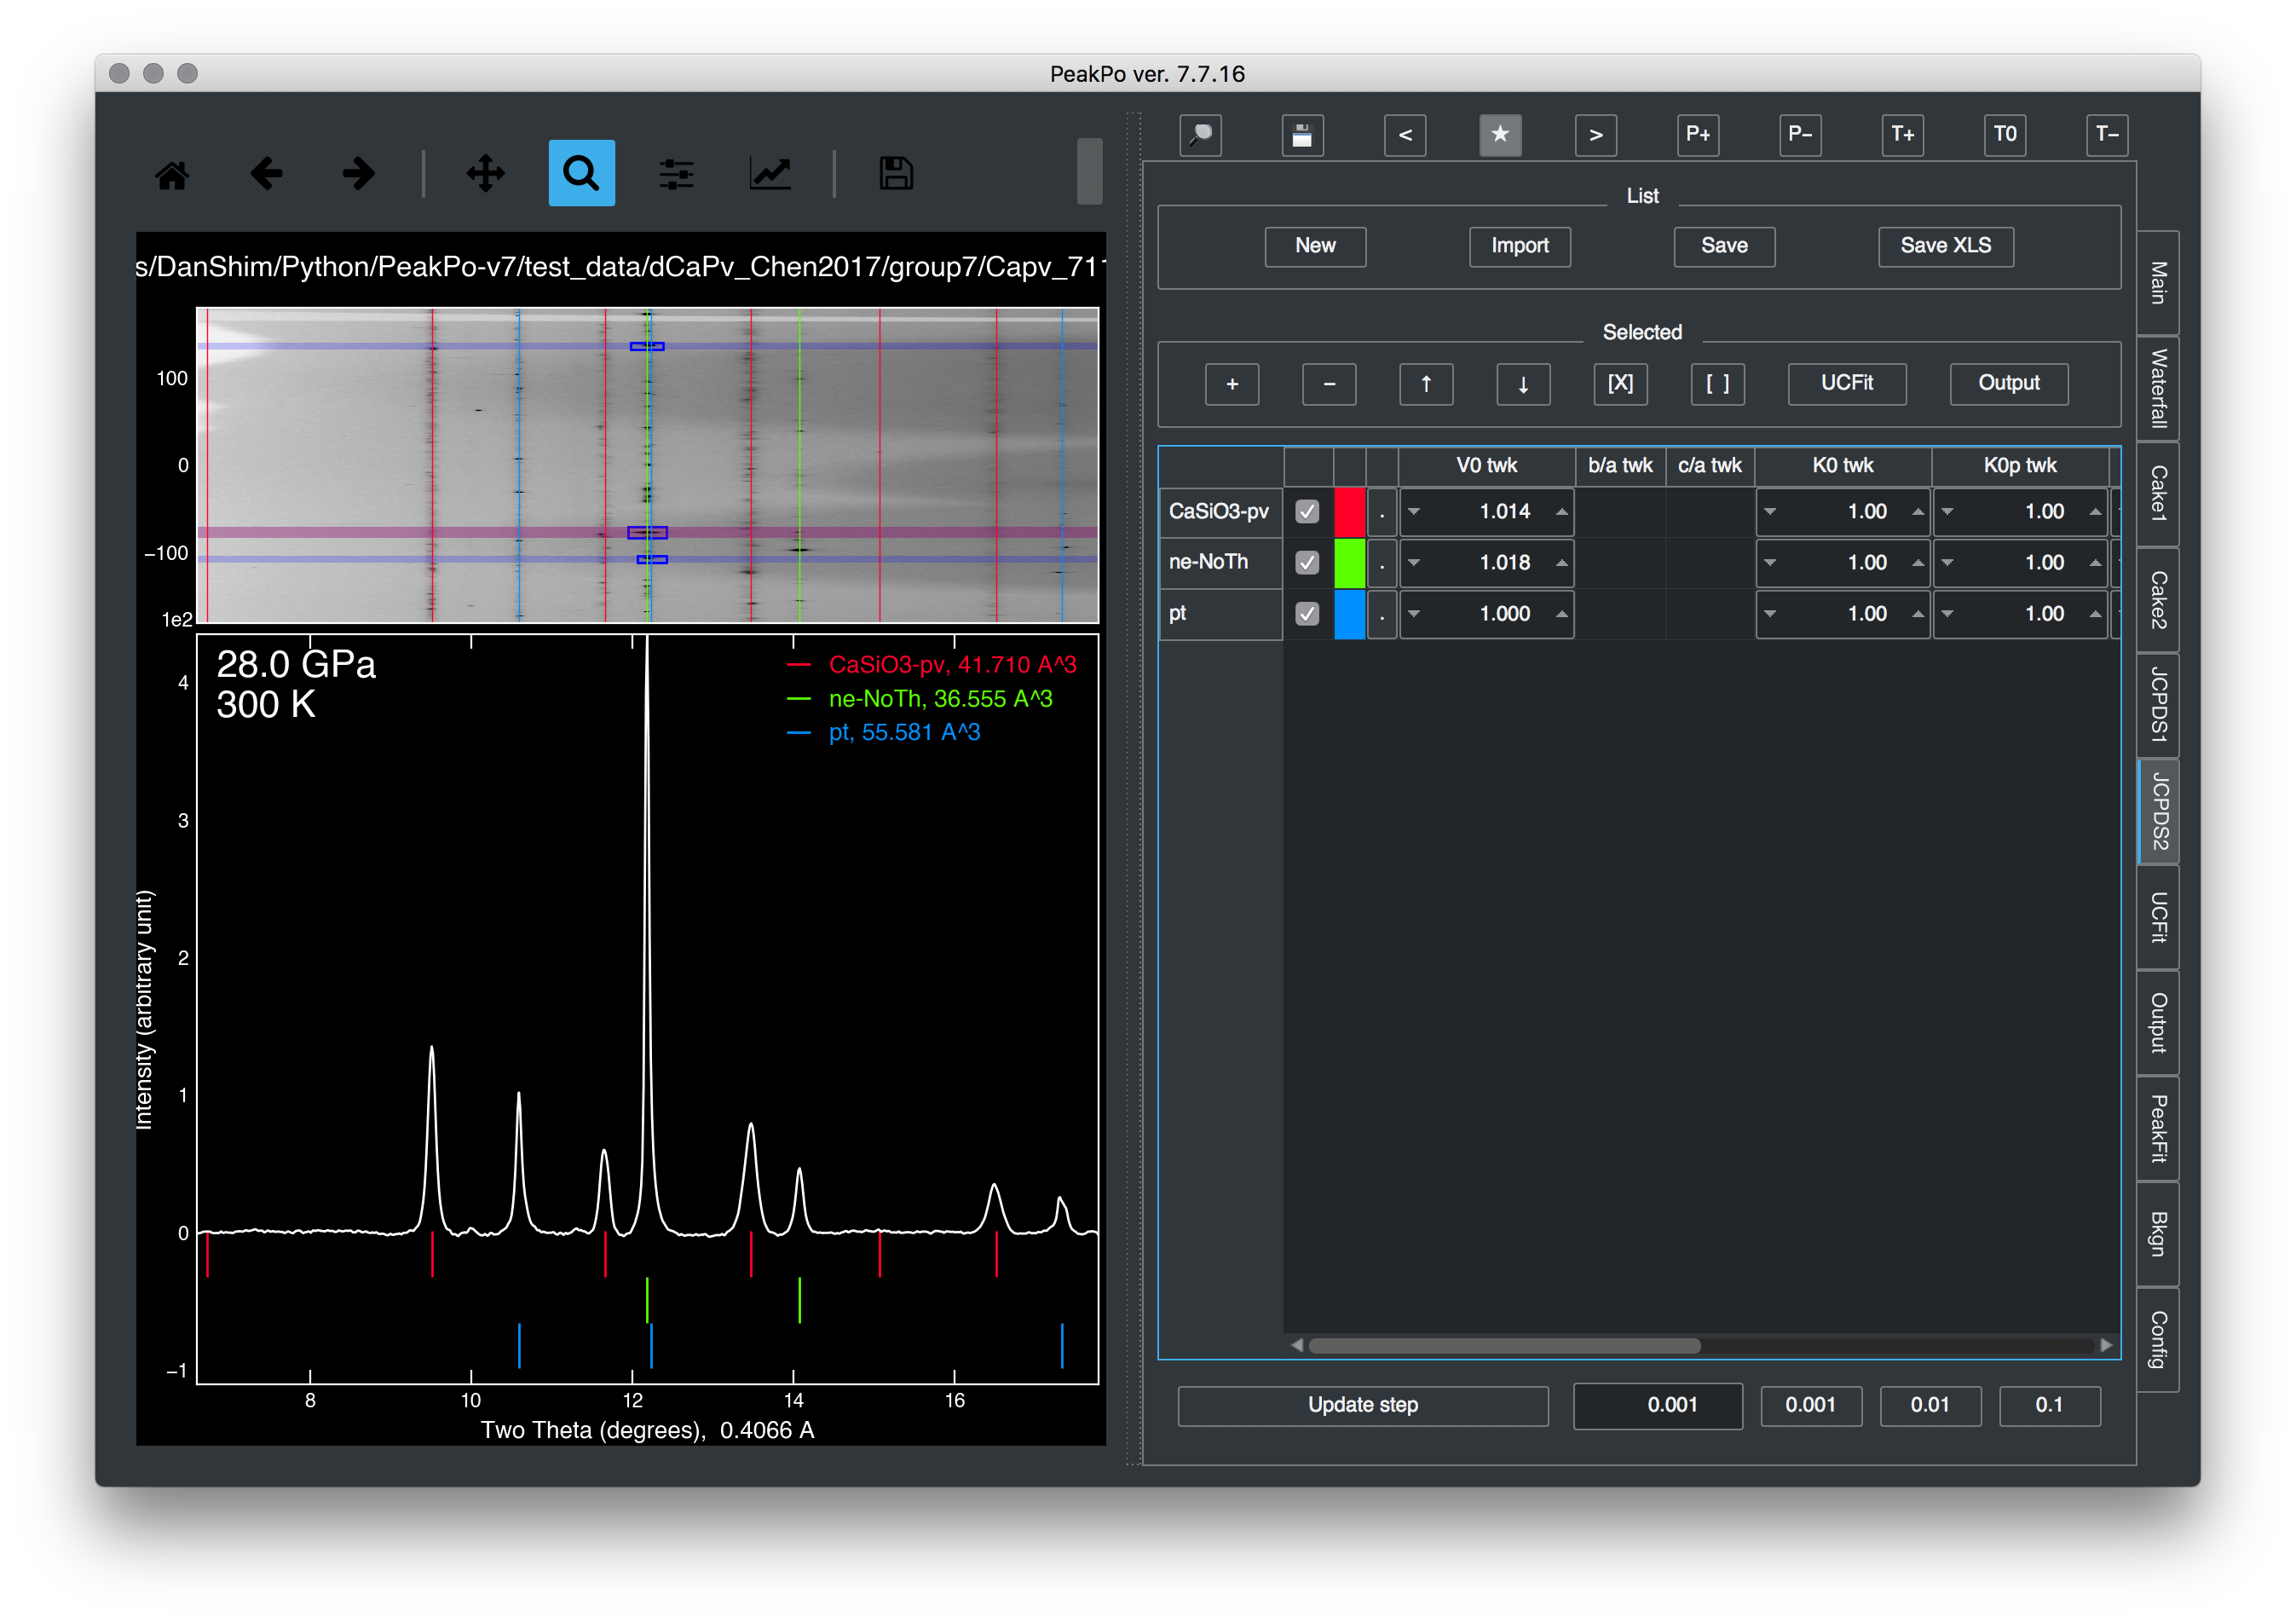 PeakPo ver. 7.7.16
< ★ > P+ P− T+ T0 T−
s/DanShim/Python/PeakPo-v7/test_data/dCaPv_Chen2017/group7/Capv_711
100
0
−100
1e2
28.0 GPa
300 K
CaSiO3-pv, 41.710 A^3
ne-NoTh, 36.555 A^3
pt, 55.581 A^3
4
3
2
1
0
−1
Intensity (arbitrary unit)
8 10 12 14 16
Two Theta (degrees), 0.4066 A
List
New Import Save Save XLS
Selected
+ − ↑ ↓ [X] [ ] UCFit Output
V0 twk b/a twk c/a twk K0 twk K0p twk
CaSiO3-pv . 1.014 1.00 1.00
ne-NoTh . 1.018 1.00 1.00
pt . 1.000 1.00 1.00
Update step 0.001 0.001 0.01 0.1
Main
Waterfall
Cake1
Cake2
JCPDS1
JCPDS2
UCFit
Output
PeakFit
Bkgn
Config